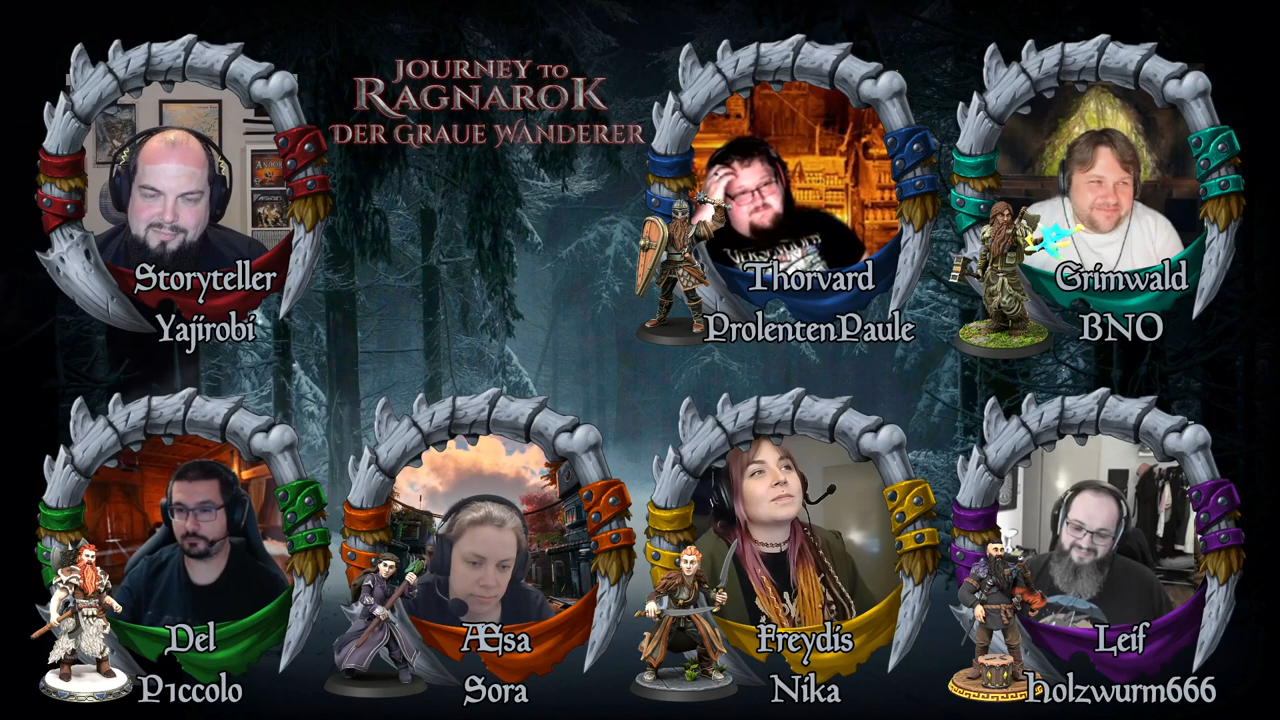 JOURNEY TO
RAGNAROK
DER GRAUE WANDERER
Storyteller
Yajirobi
Thorvard
ProlentenPaule
Grimwald
BNO
Del
P1ccolo
Æsa
Sora
Freydis
Nika
Leif
Holzwurm666